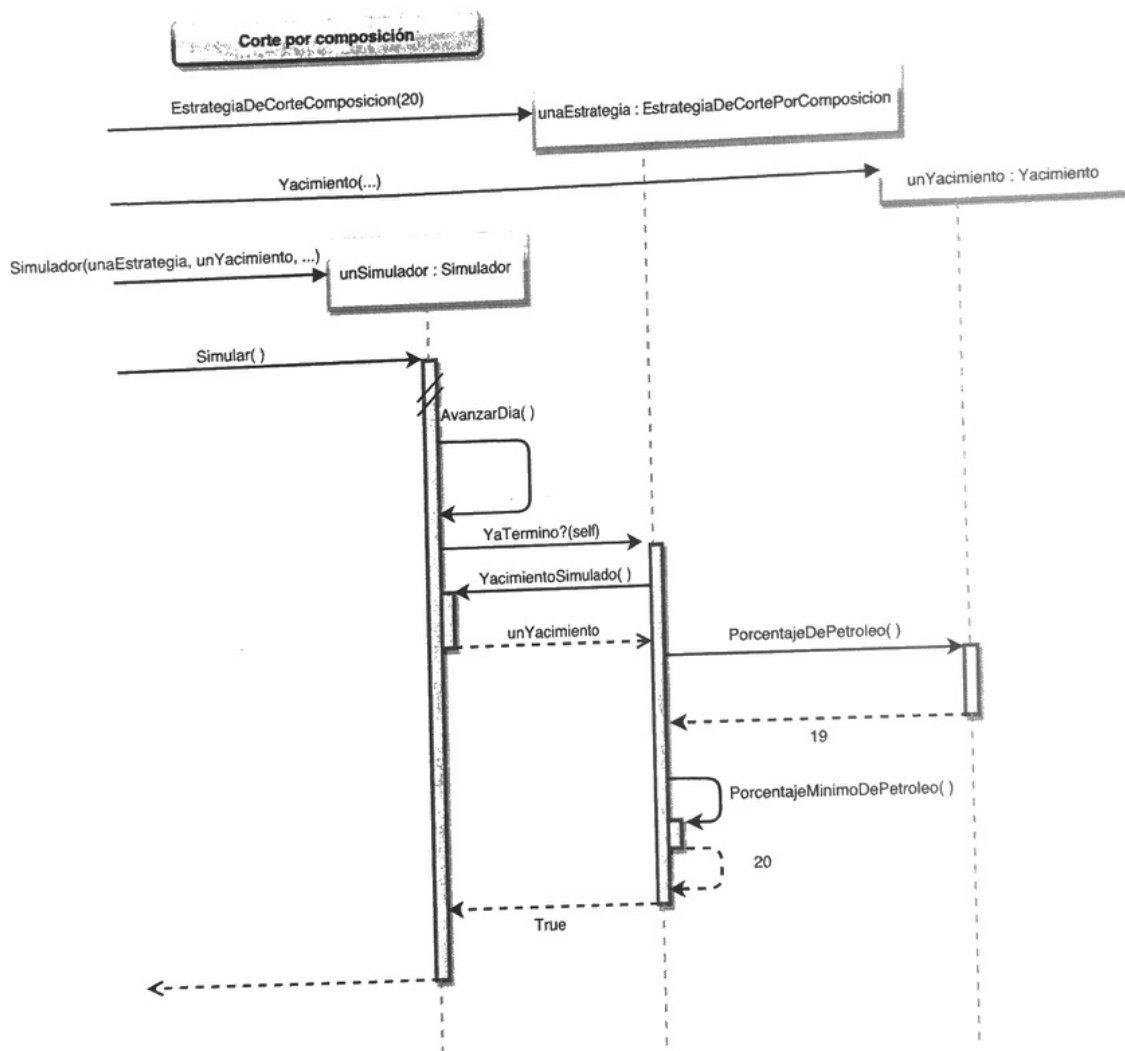 Corte por composición
EstrategiaDeCorteComposicion(20)
unaEstrategia : EstrategiaDeCortePorComposicion
Yacimiento(...)
unYacimiento : Yacimiento
Simulador(unaEstrategia, unYacimiento, ...)
unSimulador : Simulador
Simular( )
AvanzarDia( )
YaTermino?(self)
YacimientoSimulado( )
unYacimiento
PorcentajeDePetroleo( )
19
PorcentajeMinimoDePetroleo( )
20
True